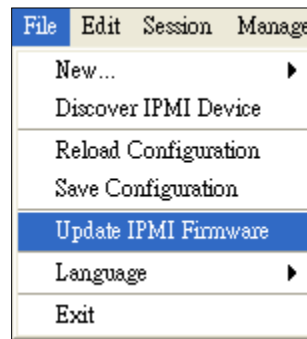 File Edit Session Manage
New...
Discover IPMI Device
Reload Configuration
Save Configuration
Update IPMI Firmware
Language
Exit